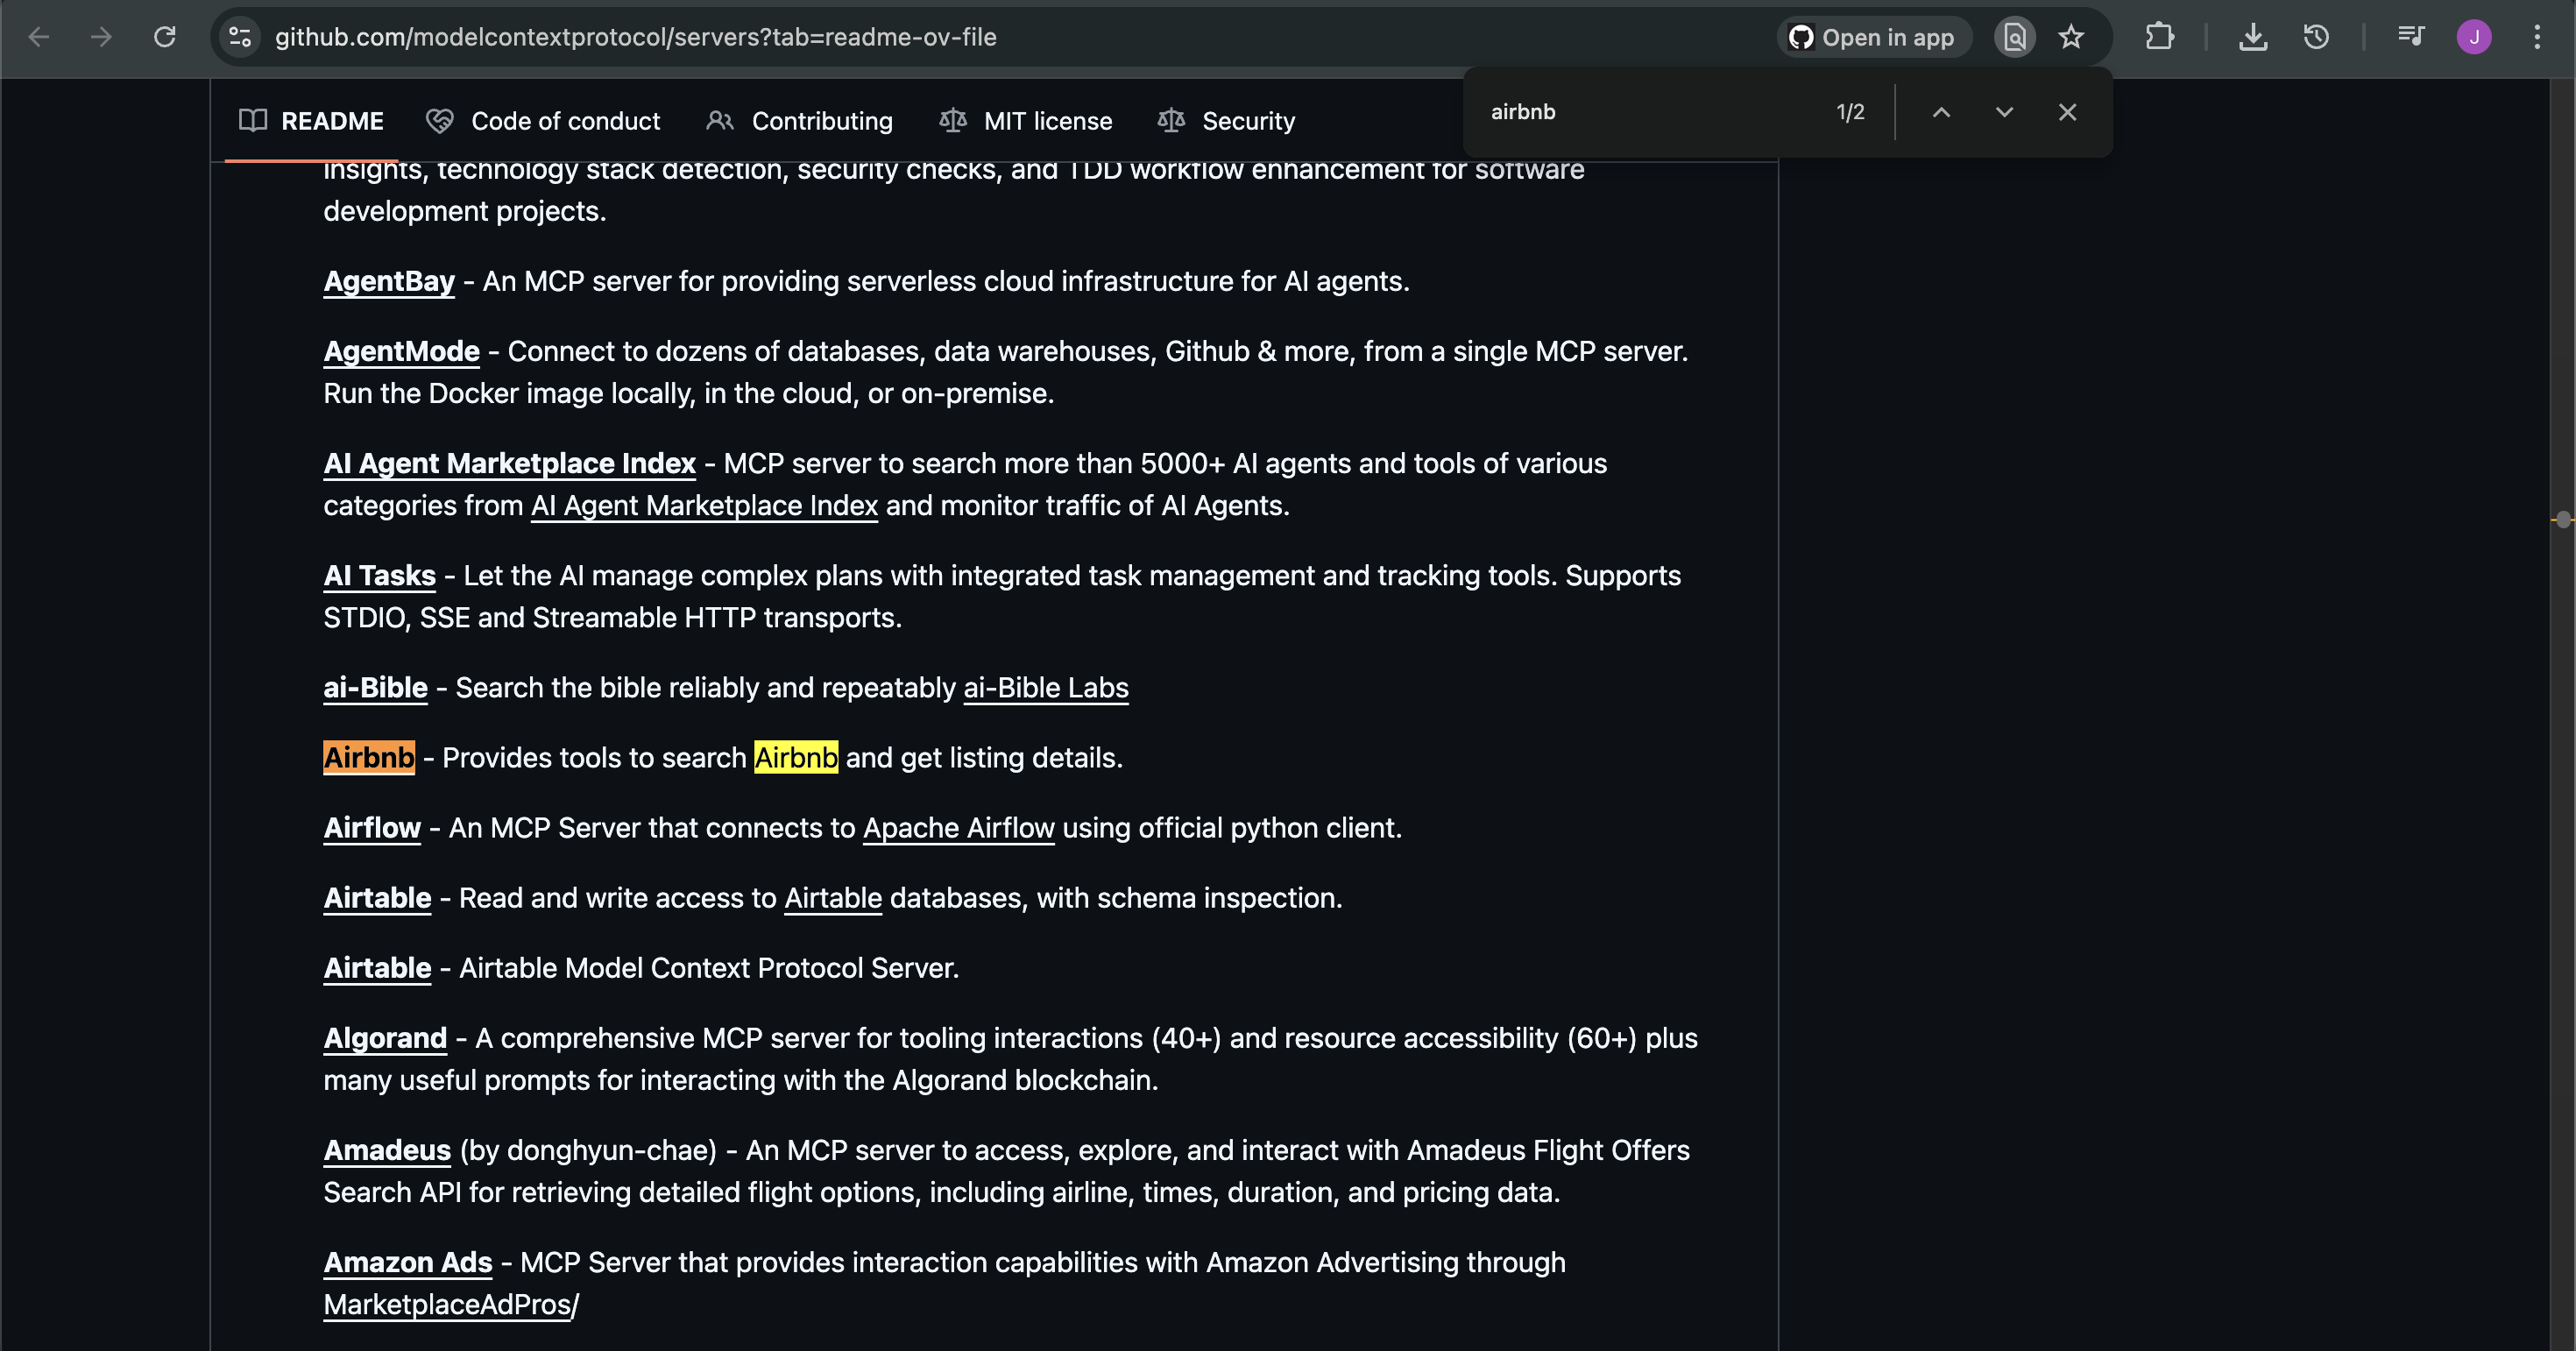 github.com/modelcontextprotocol/servers?tab=readme-ov-file
Open in app
J
airbnb
1/2
README
Code of conduct
Contributing
MIT license
Security
insights, technology stack detection, security checks, and TDD workflow enhancement for software
development projects.
AgentBay - An MCP server for providing serverless cloud infrastructure for AI agents.
AgentMode - Connect to dozens of databases, data warehouses, Github & more, from a single MCP server.
Run the Docker image locally, in the cloud, or on-premise.
AI Agent Marketplace Index - MCP server to search more than 5000+ AI agents and tools of various
categories from AI Agent Marketplace Index and monitor traffic of AI Agents.
AI Tasks - Let the AI manage complex plans with integrated task management and tracking tools. Supports
STDIO, SSE and Streamable HTTP transports.
ai-Bible - Search the bible reliably and repeatably ai-Bible Labs
Airbnb - Provides tools to search Airbnb and get listing details.
Airflow - An MCP Server that connects to Apache Airflow using official python client.
Airtable - Read and write access to Airtable databases, with schema inspection.
Airtable - Airtable Model Context Protocol Server.
Algorand - A comprehensive MCP server for tooling interactions (40+) and resource accessibility (60+) plus
many useful prompts for interacting with the Algorand blockchain.
Amadeus (by donghyun-chae) - An MCP server to access, explore, and interact with Amadeus Flight Offers
Search API for retrieving detailed flight options, including airline, times, duration, and pricing data.
Amazon Ads - MCP Server that provides interaction capabilities with Amazon Advertising through
MarketplaceAdPros/